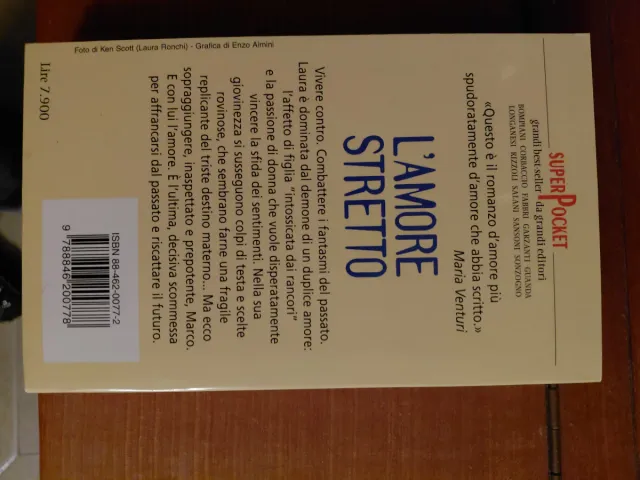 SUPERPOCKET
grandi best seller da grandi editori
BOMPIANI CORBACCIO FABBRI GARZANTI GUANDA
LONGANESI RIZZOLI SALANI SANSONI SONZOGNO
«Questo è il romanzo d'amore più
spudoratamente d'amore che abbia scritto.»
Maria Venturi
L'AMORE
STRETTO
Vivere contro. Combattere i fantasmi del passato.
Laura è dominata dal demone di un duplice amore:
l'affetto di figlia "intossicata dai rancori"
e la passione di donna che vuole disperatamente
vincere la sfida dei sentimenti. Nella sua
giovinezza si susseguono colpi di testa e scelte
rovinose, che sembrano farne una fragile
replicante del triste destino materno... Ma ecco
sopraggiungere, inaspettato e prepotente, Marco.
E con lui l'amore. È l'ultima, decisiva scommessa
per affrancarsi dal passato e riscattare il futuro.
ISBN 88-462-0077-2
9 788846 200778
Foto di Ken Scott (Laura Ronchi) - Grafica di Enzo Aimini
Lire 7.900